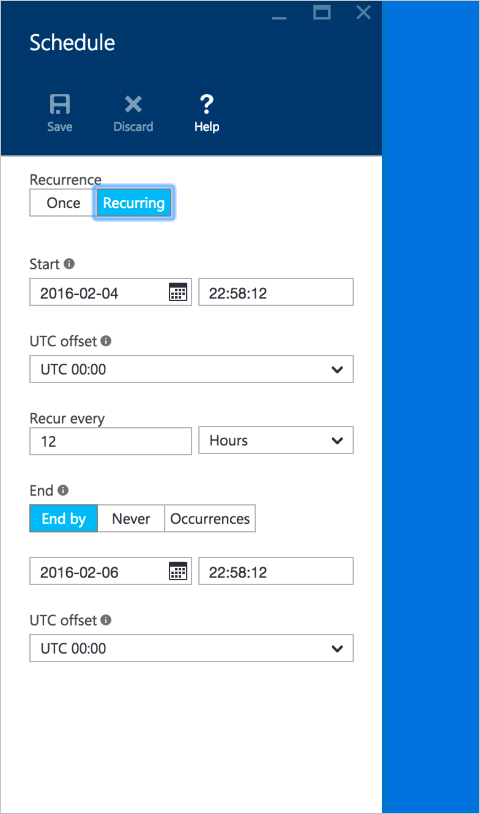 Schedule
Save Discard Help
Recurrence
Once Recurring
Start
2016-02-04 22:58:12
UTC offset
UTC 00:00
Recur every
12 Hours
End
End by Never Occurrences
2016-02-06 22:58:12
UTC offset
UTC 00:00